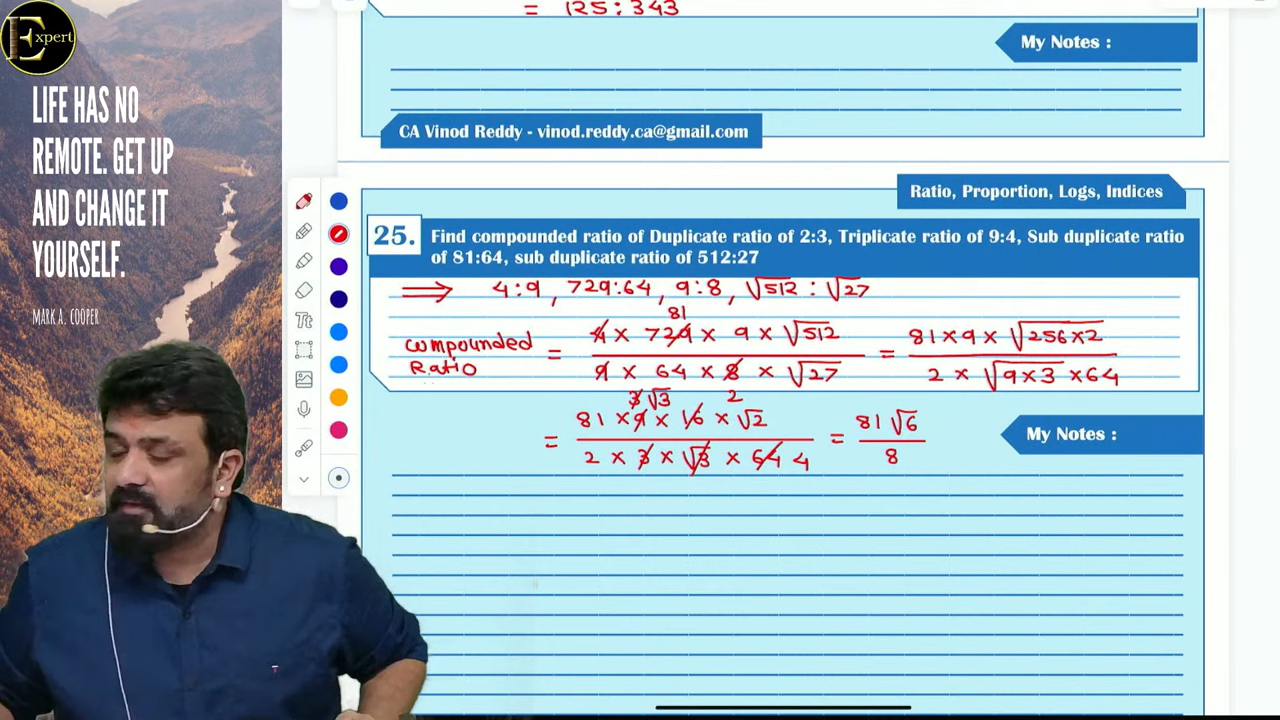 = 125:343
Expert
LIFE HAS NO
REMOTE. GET UP
AND CHANGE IT
YOURSELF.
MARK A. COOPER
My Notes :
CA Vinod Reddy - vinod.reddy.ca@gmail.com
Ratio, Proportion, Logs, Indices
25. Find compounded ratio of Duplicate ratio of 2:3, Triplicate ratio of 9:4, Sub duplicate ratio
of 81:64, sub duplicate ratio of 512:27
⇒ 4:9, 729:64, 9:8, √512 : √27
81
compounded Ratio = 4 × 729 × 9 × √512 / 9 × 64 × 8 × √27 = 81×9× √256×2 / 2 × √9×3 ×64
3 √3 2
= 81 ×9× 16 × √2 / 2 × 3 × √3 × 64 4 = 81 √6 / 8
My Notes :
Tt